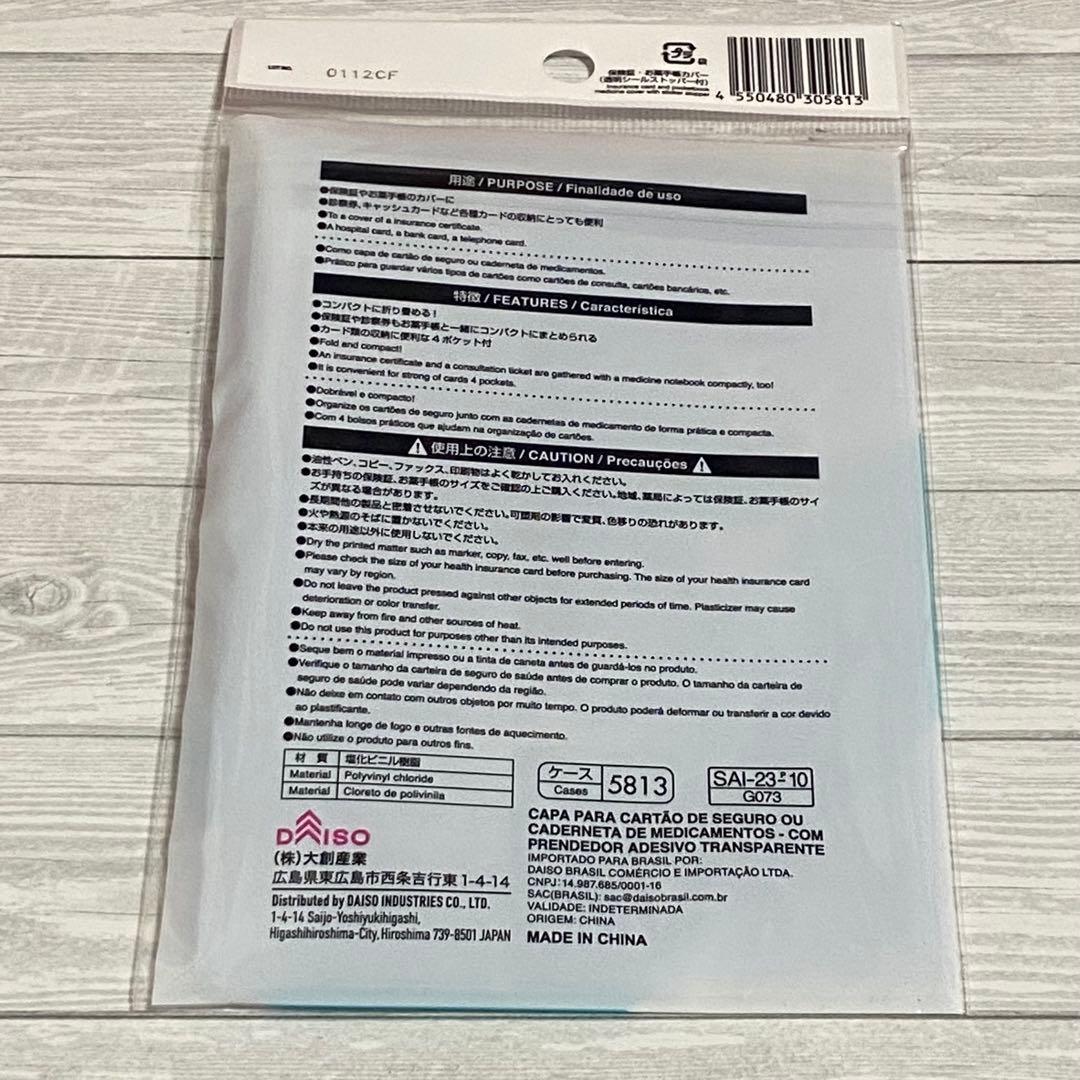 LOT NO. 0112CF
プラ 袋
保険証・お薬手帳カバー
(透明シールストッパー付)
Insurance card and pocketbook
medicine cover with sticker stopper
4 550480 305813
用途 / PURPOSE / Finalidade de uso
●保険証やお薬手帳のカバーに
●診察券、キャッシュカードなど各種カードの収納にとっても便利
●To a cover of a insurance certificate.
●A hospital card, a bank card, a telephone card.
●Como capa de cartão de seguro ou caderneta de medicamentos.
●Prático para guardar vários tipos de cartões como cartões de consulta, cartões bancários, etc.
特徴 / FEATURES / Característica
●コンパクトに折り畳める!
●保険証や診察券もお薬手帳と一緒にコンパクトにまとめられる
●カード類の収納に便利な4ポケット付
●Fold and compact!
●An insurance certificate and a consultation ticket are gathered with a medicine notebook compactly, too!
●It is convenient for strong of cards 4 pockets.
●Dobrável e compacto!
●Organize os cartões de seguro junto com as cadernetas de medicamento de forma prática e compacta.
●Com 4 bolsos práticos que ajudam na organização de cartões.
⚠ 使用上の注意 / CAUTION / Precauções ⚠
●油性ペン、コピー、ファックス、印刷物はよく乾かしてお入れください。
●お手持ちの保険証、お薬手帳のサイズをご確認の上ご購入ください。地域、薬局によっては保険証、お薬手帳のサイ
ズが異なる場合があります。
●長期間他の製品と密着させないでください。可塑剤の影響で変質、色移りの恐れがあります。
●火や熱源のそばに置かないでください。
●本来の用途以外に使用しないでください。
●Dry the printed matter such as marker, copy, fax, etc. well before entering.
●Please check the size of your health insurance card before purchasing. The size of your health insurance card
may vary by region.
●Do not leave the product pressed against other objects for extended periods of time. Plasticizer may cause
deterioration or color transfer.
●Keep away from fire and other sources of heat.
●Do not use this product for purposes other than its intended purposes.
●Seque bem o material impresso ou a tinta de caneta antes de guardá-los no produto.
●Verifique o tamanho da carteira de seguro de saúde antes de comprar o produto. O tamanho da carteira de
seguro de saúde pode variar dependendo da região.
●Não deixe em contato com outros objetos por muito tempo. O produto poderá deformar ou transferir a cor devido
ao plastificante.
●Mantenha longe de fogo e outras fontes de aquecimento.
●Não utilize o produto para outros fins.
材 質 塩化ビニル樹脂
Material Polyvinyl chloride
Material Cloreto de polivinila
ケース
Cases 5813
SAI-23-P10
G073
DAISO
(株)大創産業
広島県東広島市西条吉行東1-4-14
Distributed by DAISO INDUSTRIES CO., LTD.
1-4-14 Saijo-Yoshiyukihigashi,
Higashihiroshima-City, Hiroshima 739-8501 JAPAN
CAPA PARA CARTÃO DE SEGURO OU
CADERNETA DE MEDICAMENTOS - COM
PRENDEDOR ADESIVO TRANSPARENTE
IMPORTADO PARA BRASIL POR:
DAISO BRASIL COMÉRCIO E IMPORTAÇÃO LTDA.
CNPJ: 14.987.685/0001-16
SAC(BRASIL): sac@daisobrasil.com.br
VALIDADE: INDETERMINADA
ORIGEM: CHINA
MADE IN CHINA